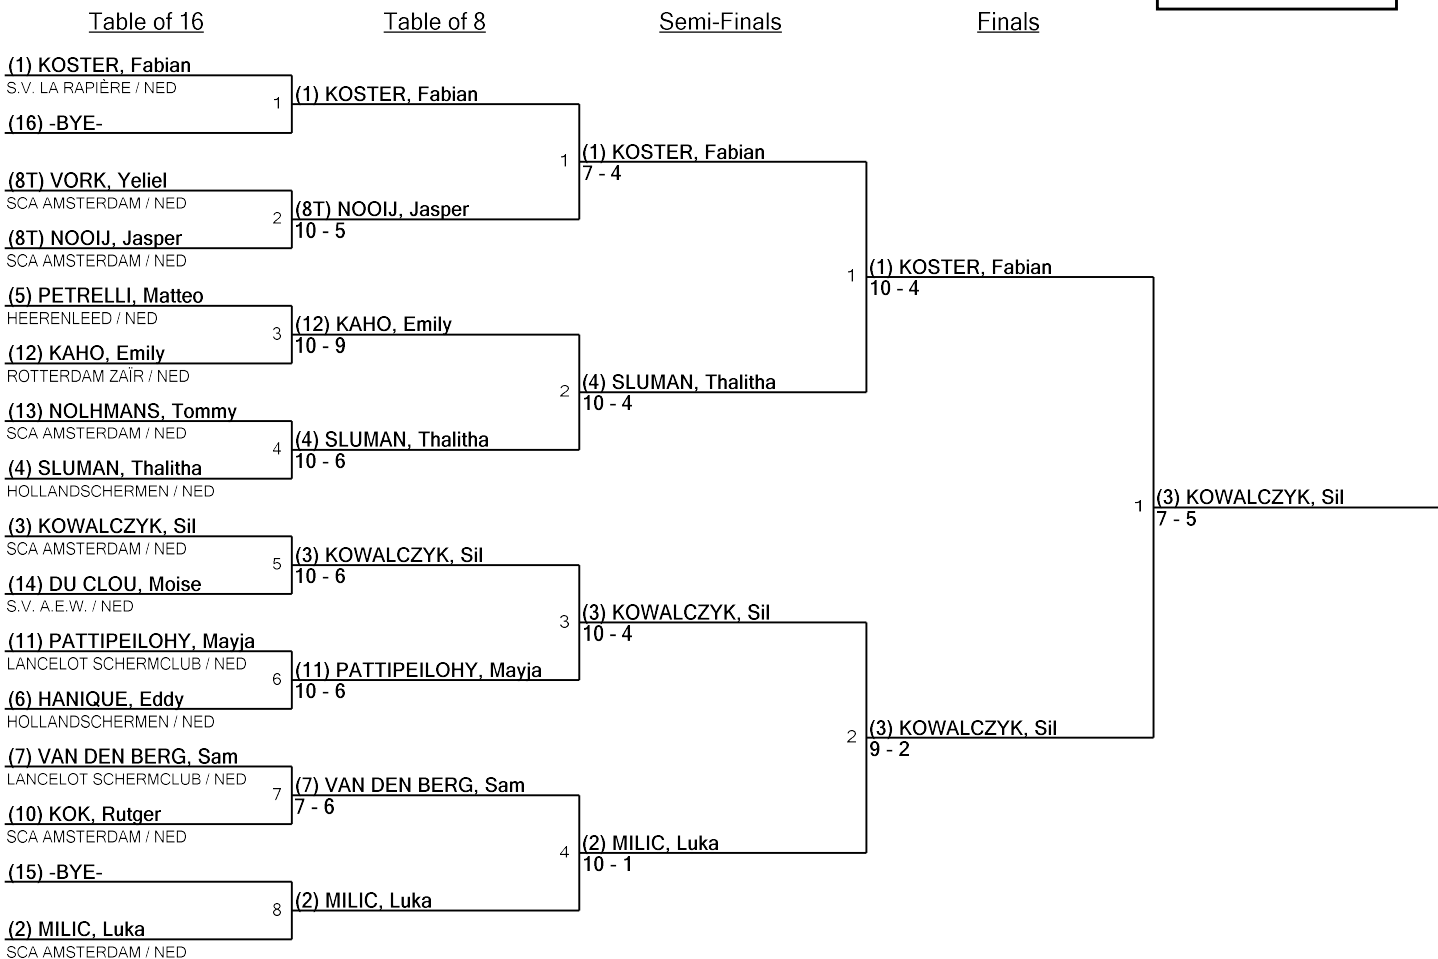 Table of 16
Table of 8
Semi-Finals
Finals
(1) KOSTER, Fabian
S.V. LA RAPIÈRE / NED
1
(16) -BYE-
(8T) VORK, Yeliel
SCA AMSTERDAM / NED
2
(8T) NOOIJ, Jasper
SCA AMSTERDAM / NED
(5) PETRELLI, Matteo
HEERENLEED / NED
3
(12) KAHO, Emily
ROTTERDAM ZAÏR / NED
(13) NOLHMANS, Tommy
SCA AMSTERDAM / NED
4
(4) SLUMAN, Thalitha
HOLLANDSCHERMEN / NED
(3) KOWALCZYK, Sil
SCA AMSTERDAM / NED
5
(14) DU CLOU, Moise
S.V. A.E.W. / NED
(11) PATTIPEILOHY, Mayja
LANCELOT SCHERMCLUB / NED
6
(6) HANIQUE, Eddy
HOLLANDSCHERMEN / NED
(7) VAN DEN BERG, Sam
LANCELOT SCHERMCLUB / NED
7
(10) KOK, Rutger
SCA AMSTERDAM / NED
(15) -BYE-
8
(2) MILIC, Luka
SCA AMSTERDAM / NED
(1) KOSTER, Fabian
1
(8T) NOOIJ, Jasper
10 - 5
(12) KAHO, Emily
10 - 9
2
(4) SLUMAN, Thalitha
10 - 6
(3) KOWALCZYK, Sil
10 - 6
3
(11) PATTIPEILOHY, Mayja
10 - 6
(7) VAN DEN BERG, Sam
7 - 6
4
(2) MILIC, Luka
(1) KOSTER, Fabian
7 - 4
1
(4) SLUMAN, Thalitha
10 - 4
(3) KOWALCZYK, Sil
10 - 4
2
(2) MILIC, Luka
10 - 1
(1) KOSTER, Fabian
10 - 4
1
(3) KOWALCZYK, Sil
9 - 2
(3) KOWALCZYK, Sil
7 - 5